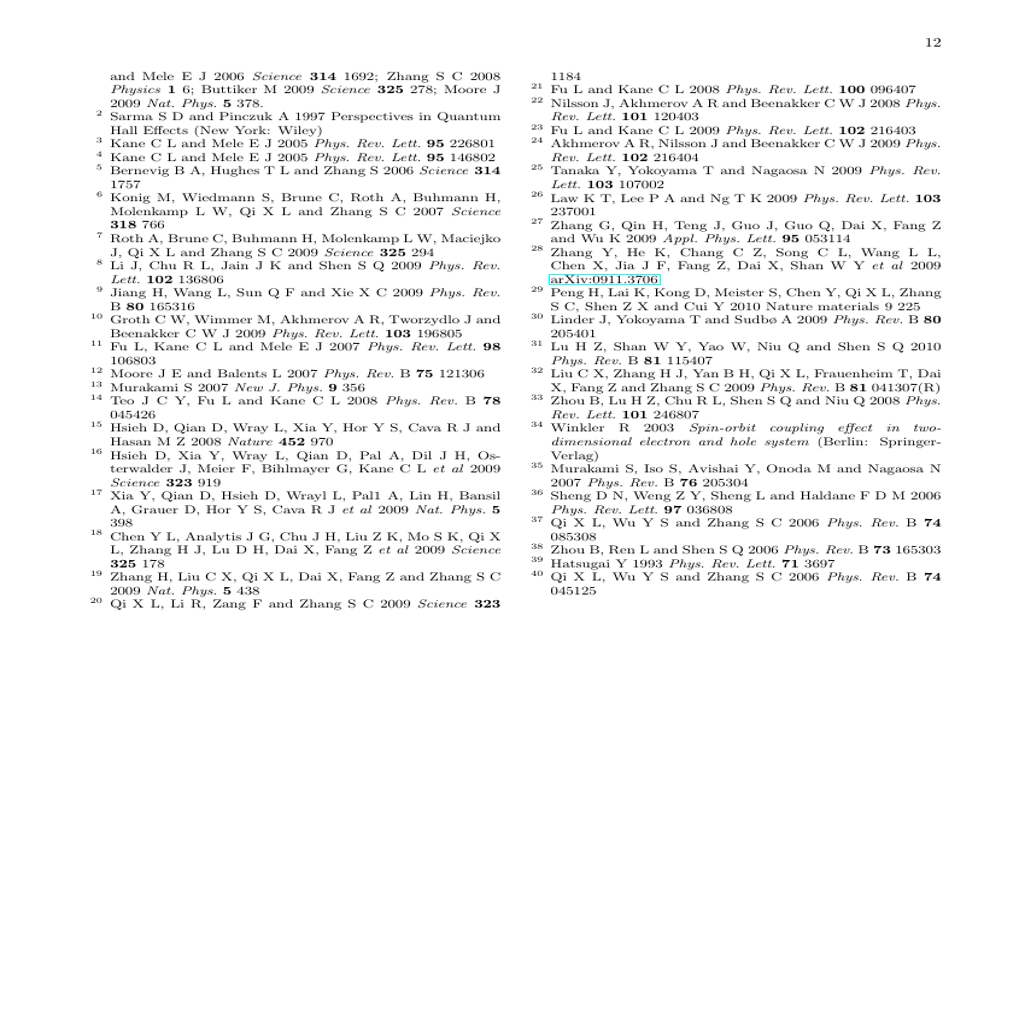 12
and Mele E J 2006 Science 314 1692; Zhang S C 2008
Physics 1 6; Buttiker M 2009 Science 325 278; Moore J
2009 Nat. Phys. 5 378.
2 Sarma S D and Pinczuk A 1997 Perspectives in Quantum
Hall Effects (New York: Wiley)
3 Kane C L and Mele E J 2005 Phys. Rev. Lett. 95 226801
4 Kane C L and Mele E J 2005 Phys. Rev. Lett. 95 146802
5 Bernevig B A, Hughes T L and Zhang S 2006 Science 314
1757
6 Konig M, Wiedmann S, Brune C, Roth A, Buhmann H,
Molenkamp L W, Qi X L and Zhang S C 2007 Science
318 766
7 Roth A, Brune C, Buhmann H, Molenkamp L W, Maciejko
J, Qi X L and Zhang S C 2009 Science 325 294
8 Li J, Chu R L, Jain J K and Shen S Q 2009 Phys. Rev.
Lett. 102 136806
9 Jiang H, Wang L, Sun Q F and Xie X C 2009 Phys. Rev.
B 80 165316
10 Groth C W, Wimmer M, Akhmerov A R, Tworzydlo J and
Beenakker C W J 2009 Phys. Rev. Lett. 103 196805
11 Fu L, Kane C L and Mele E J 2007 Phys. Rev. Lett. 98
106803
12 Moore J E and Balents L 2007 Phys. Rev. B 75 121306
13 Murakami S 2007 New J. Phys. 9 356
14 Teo J C Y, Fu L and Kane C L 2008 Phys. Rev. B 78
045426
15 Hsieh D, Qian D, Wray L, Xia Y, Hor Y S, Cava R J and
Hasan M Z 2008 Nature 452 970
16 Hsieh D, Xia Y, Wray L, Qian D, Pal A, Dil J H, Os-
terwalder J, Meier F, Bihlmayer G, Kane C L et al 2009
Science 323 919
17 Xia Y, Qian D, Hsieh D, Wrayl L, Pal1 A, Lin H, Bansil
A, Grauer D, Hor Y S, Cava R J et al 2009 Nat. Phys. 5
398
18 Chen Y L, Analytis J G, Chu J H, Liu Z K, Mo S K, Qi X
L, Zhang H J, Lu D H, Dai X, Fang Z et al 2009 Science
325 178
19 Zhang H, Liu C X, Qi X L, Dai X, Fang Z and Zhang S C
2009 Nat. Phys. 5 438
20 Qi X L, Li R, Zang F and Zhang S C 2009 Science 323
1184
21 Fu L and Kane C L 2008 Phys. Rev. Lett. 100 096407
22 Nilsson J, Akhmerov A R and Beenakker C W J 2008 Phys.
Rev. Lett. 101 120403
23 Fu L and Kane C L 2009 Phys. Rev. Lett. 102 216403
24 Akhmerov A R, Nilsson J and Beenakker C W J 2009 Phys.
Rev. Lett. 102 216404
25 Tanaka Y, Yokoyama T and Nagaosa N 2009 Phys. Rev.
Lett. 103 107002
26 Law K T, Lee P A and Ng T K 2009 Phys. Rev. Lett. 103
237001
27 Zhang G, Qin H, Teng J, Guo J, Guo Q, Dai X, Fang Z
and Wu K 2009 Appl. Phys. Lett. 95 053114
28 Zhang Y, He K, Chang C Z, Song C L, Wang L L,
Chen X, Jia J F, Fang Z, Dai X, Shan W Y et al 2009
arXiv:0911.3706
29 Peng H, Lai K, Kong D, Meister S, Chen Y, Qi X L, Zhang
S C, Shen Z X and Cui Y 2010 Nature materials 9 225
30 Linder J, Yokoyama T and Sudbø A 2009 Phys. Rev. B 80
205401
31 Lu H Z, Shan W Y, Yao W, Niu Q and Shen S Q 2010
Phys. Rev. B 81 115407
32 Liu C X, Zhang H J, Yan B H, Qi X L, Frauenheim T, Dai
X, Fang Z and Zhang S C 2009 Phys. Rev. B 81 041307(R)
33 Zhou B, Lu H Z, Chu R L, Shen S Q and Niu Q 2008 Phys.
Rev. Lett. 101 246807
34 Winkler R 2003 Spin-orbit coupling effect in two-
dimensional electron and hole system (Berlin: Springer-
Verlag)
35 Murakami S, Iso S, Avishai Y, Onoda M and Nagaosa N
2007 Phys. Rev. B 76 205304
36 Sheng D N, Weng Z Y, Sheng L and Haldane F D M 2006
Phys. Rev. Lett. 97 036808
37 Qi X L, Wu Y S and Zhang S C 2006 Phys. Rev. B 74
085308
38 Zhou B, Ren L and Shen S Q 2006 Phys. Rev. B 73 165303
39 Hatsugai Y 1993 Phys. Rev. Lett. 71 3697
40 Qi X L, Wu Y S and Zhang S C 2006 Phys. Rev. B 74
045125